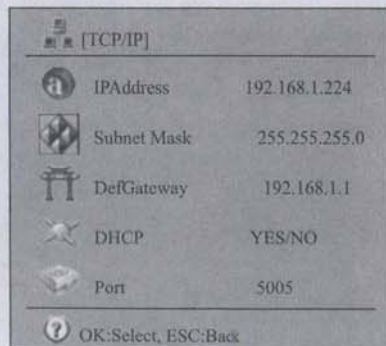 [TCP/IP]
IPAddress 192.168.1.224
Subnet Mask 255.255.255.0
DefGateway 192.168.1.1
DHCP YES/NO
Port 5005
OK:Select, ESC:Back